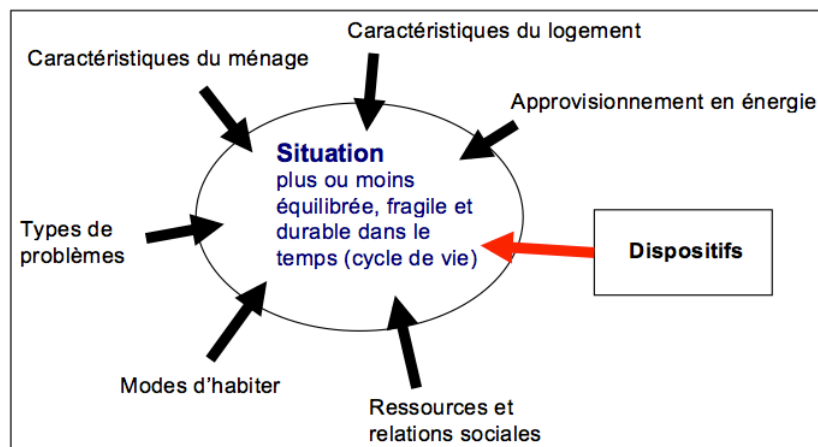 Caractéristiques du logement
Caractéristiques du ménage
Approvisionnement en énergie
Situation
plus ou moins
équilibrée, fragile et
durable dans le
temps (cycle de vie)
Types de
problèmes
Dispositifs
Modes d'habiter
Ressources et
relations sociales